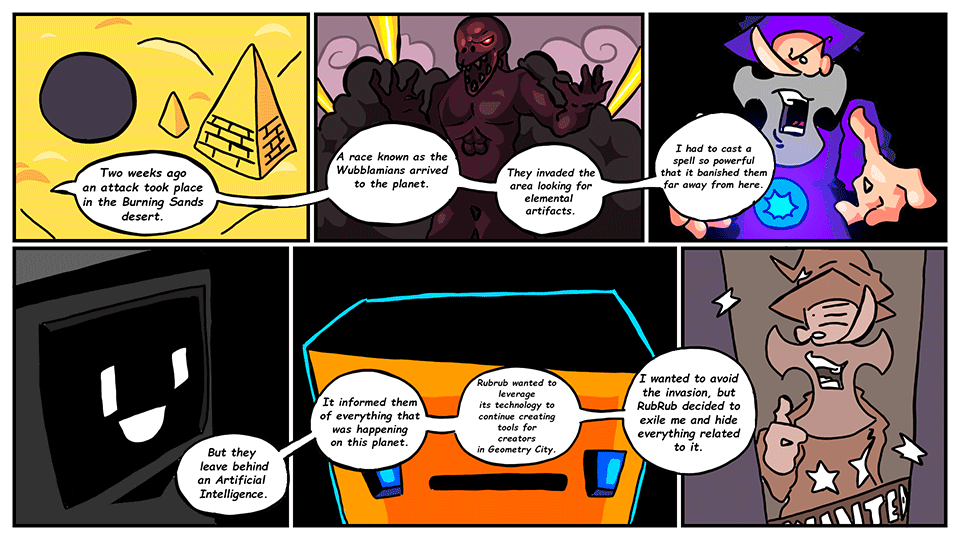 Two weeks ago
an attack took place
in the Burning Sands
desert.
A race known as the
Wubblamians arrived
to the planet.
They invaded the
area looking for
elemental
artifacts.
I had to cast a
spell so powerful
that it banished them
far away from here.
But they
leave behind
an Artificial
Intelligence.
It informed them
of everything that
was happening
on this planet.
Rubrub wanted to
leverage
its technology to
continue creating
tools for
creators
in Geometry City.
I wanted to avoid
the invasion, but
RubRub decided to
exile me and hide
everything related
to it.
WANTED